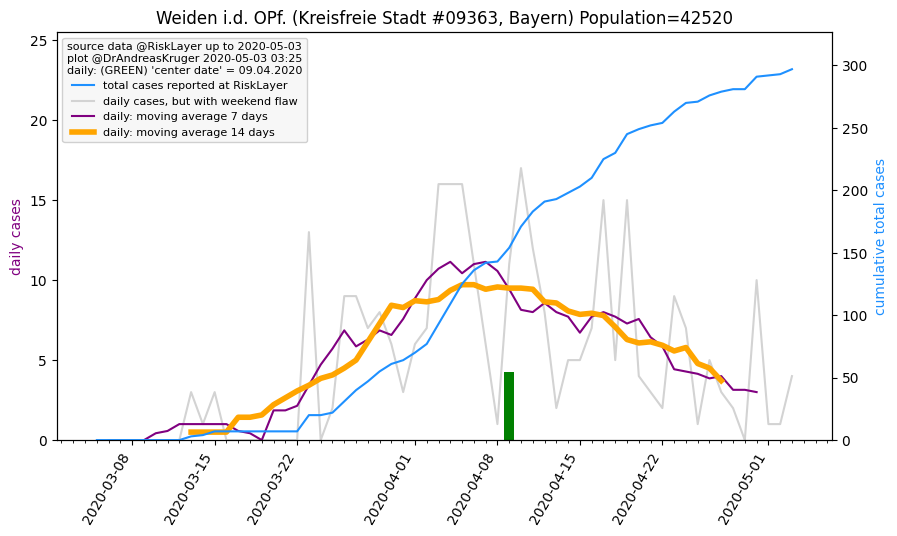 Weiden i.d. OPf. (Kreisfreie Stadt #09363, Bayern) Population=42520
source data @RiskLayer up to 2020-05-03
plot @DrAndreasKruger 2020-05-03 03:25
daily: (GREEN) 'center date' = 09.04.2020
total cases reported at RiskLayer
daily cases, but with weekend flaw
daily: moving average 7 days
daily: moving average 14 days
daily cases
25
20
15
10
5
0
cumulative total cases
300
250
200
150
100
50
0
2020-03-08
2020-03-15
2020-03-22
2020-04-01
2020-04-08
2020-04-15
2020-04-22
2020-05-01